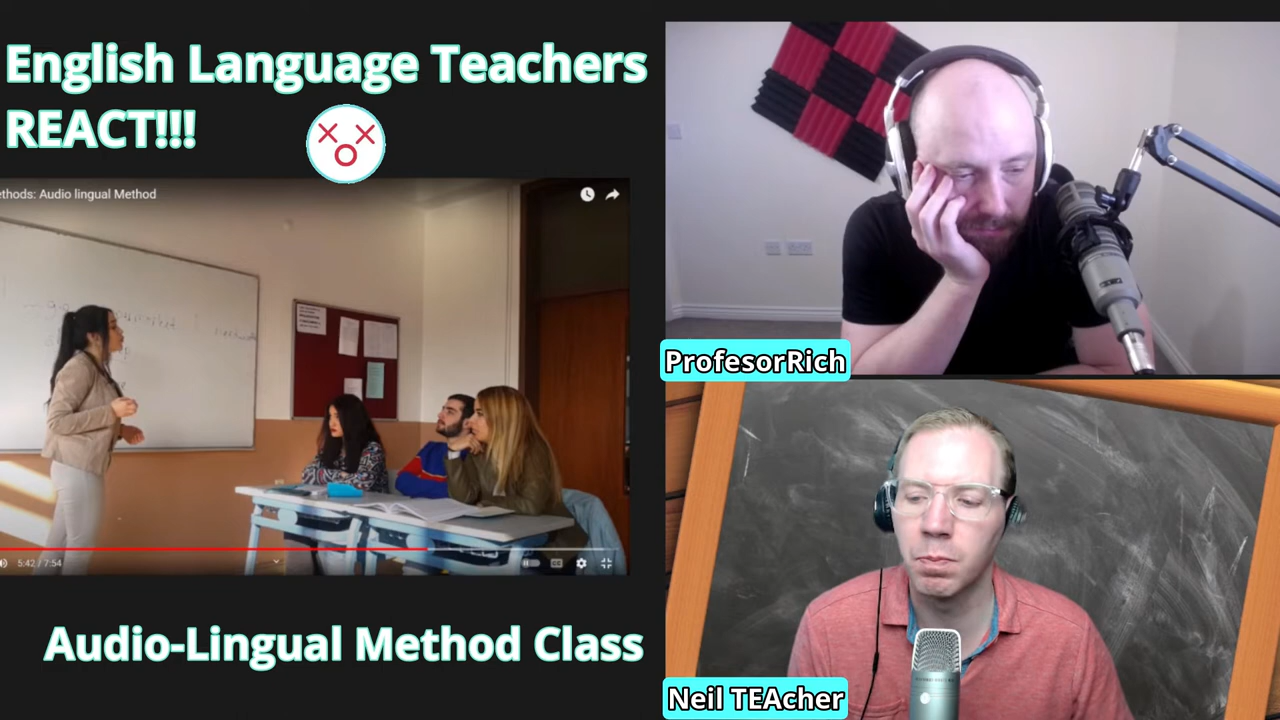 English Language Teachers
REACT!!!
ethods: Audio lingual Method
5:42 / 7:54
Audio-Lingual Method Class
ProfesorRich
Neil TEAcher